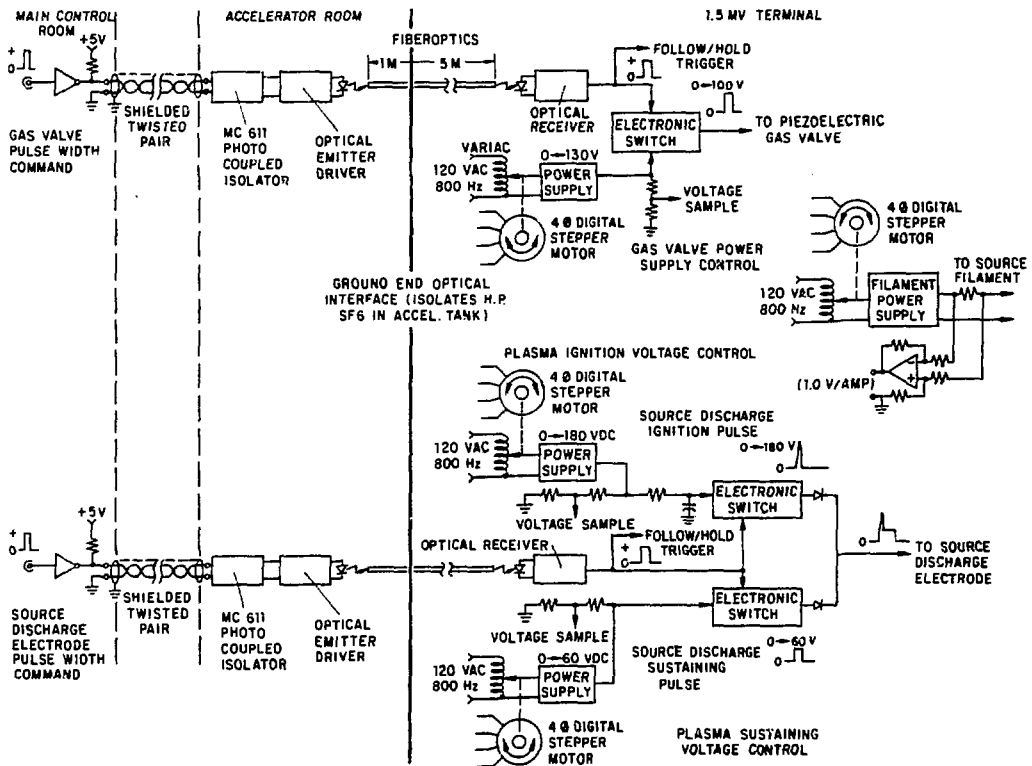 MAIN CONTROL
ROOM
ACCELERATOR ROOM
1.5 MV TERMINAL
+
0
+5V
FIBEROPTICS
1M
5M
FOLLOW/HOLD
TRIGGER
+
0
0→100 V
0
SHIELDED
TWISTED
PAIR
GAS VALVE
PULSE WIDTH
COMMAND
MC 611
PHOTO
COUPLED
ISOLATOR
OPTICAL
EMITTER
DRIVER
OPTICAL
RECEIVER
ELECTRONIC
SWITCH
TO PIEZOELECTRIC
GAS VALVE
VARIAC
120 VAC
800 Hz
0→130V
POWER
SUPPLY
VOLTAGE
SAMPLE
4 Ø DIGITAL
STEPPER
MOTOR
GAS VALVE POWER
SUPPLY CONTROL
4 Ø DIGITAL
STEPPER
MOTOR
TO SOURCE
FILAMENT
120 VAC
800 Hz
FILAMENT
POWER
SUPPLY
-
+
(1.0 V/AMP)
GROUND END OPTICAL
INTERFACE (ISOLATES H.P.
SF6 IN ACCEL. TANK)
PLASMA IGNITION VOLTAGE CONTROL
4 Ø DIGITAL
STEPPER
MOTOR
SOURCE DISCHARGE
IGNITION PULSE
120 VAC
800 Hz
0→180 VDC
POWER
SUPPLY
0→180 V
0
ELECTRONIC
SWITCH
VOLTAGE SAMPLE
+
0
+5V
OPTICAL RECEIVER
FOLLOW/HOLD
TRIGGER
+
0
0
TO SOURCE
DISCHARGE
ELECTRODE
SHIELDED
TWISTED
PAIR
SOURCE
DISCHARGE
ELECTRODE
PULSE WIDTH
COMMAND
MC 611
PHOTO
COUPLED
ISOLATOR
OPTICAL
EMITTER
DRIVER
ELECTRONIC
SWITCH
VOLTAGE SAMPLE
0→60 V
0
120 VAC
800 Hz
0→60 VDC
POWER
SUPPLY
SOURCE DISCHARGE
SUSTAINING
PULSE
4 Ø DIGITAL
STEPPER
MOTOR
PLASMA SUSTAINING
VOLTAGE CONTROL